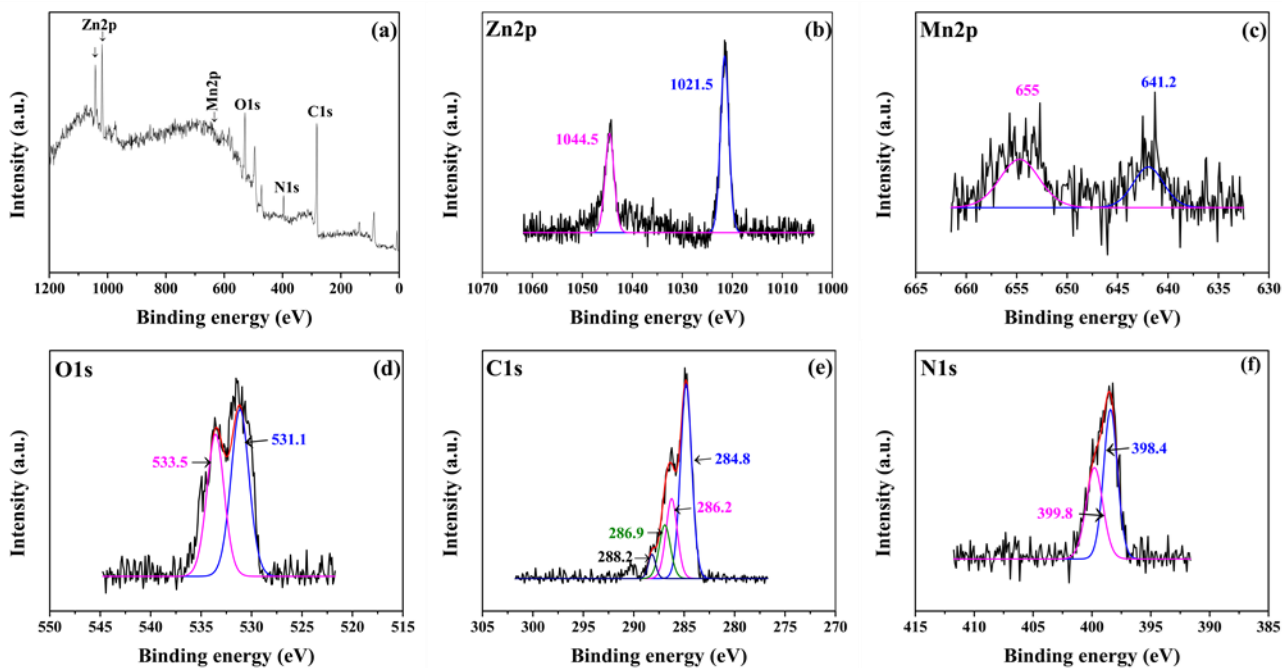 (a)
Zn2p
Mn2p
O1s
C1s
N1s
Intensity (a.u.)
1200 1000 800 600 400 200 0
Binding energy (eV)
Zn2p
(b)
1021.5
1044.5
Intensity (a.u.)
1070 1060 1050 1040 1030 1020 1010 1000
Binding energy (eV)
Mn2p
(c)
655
641.2
Intensity (a.u.)
665 660 655 650 645 640 635 630
Binding energy (eV)
O1s
(d)
531.1
533.5
Intensity (a.u.)
550 545 540 535 530 525 520 515
Binding energy (eV)
C1s
(e)
284.8
286.2
286.9
288.2
Intensity (a.u.)
305 300 295 290 285 280 275 270
Binding energy (eV)
N1s
(f)
398.4
399.8
Intensity (a.u.)
415 410 405 400 395 390 385
Binding energy (eV)